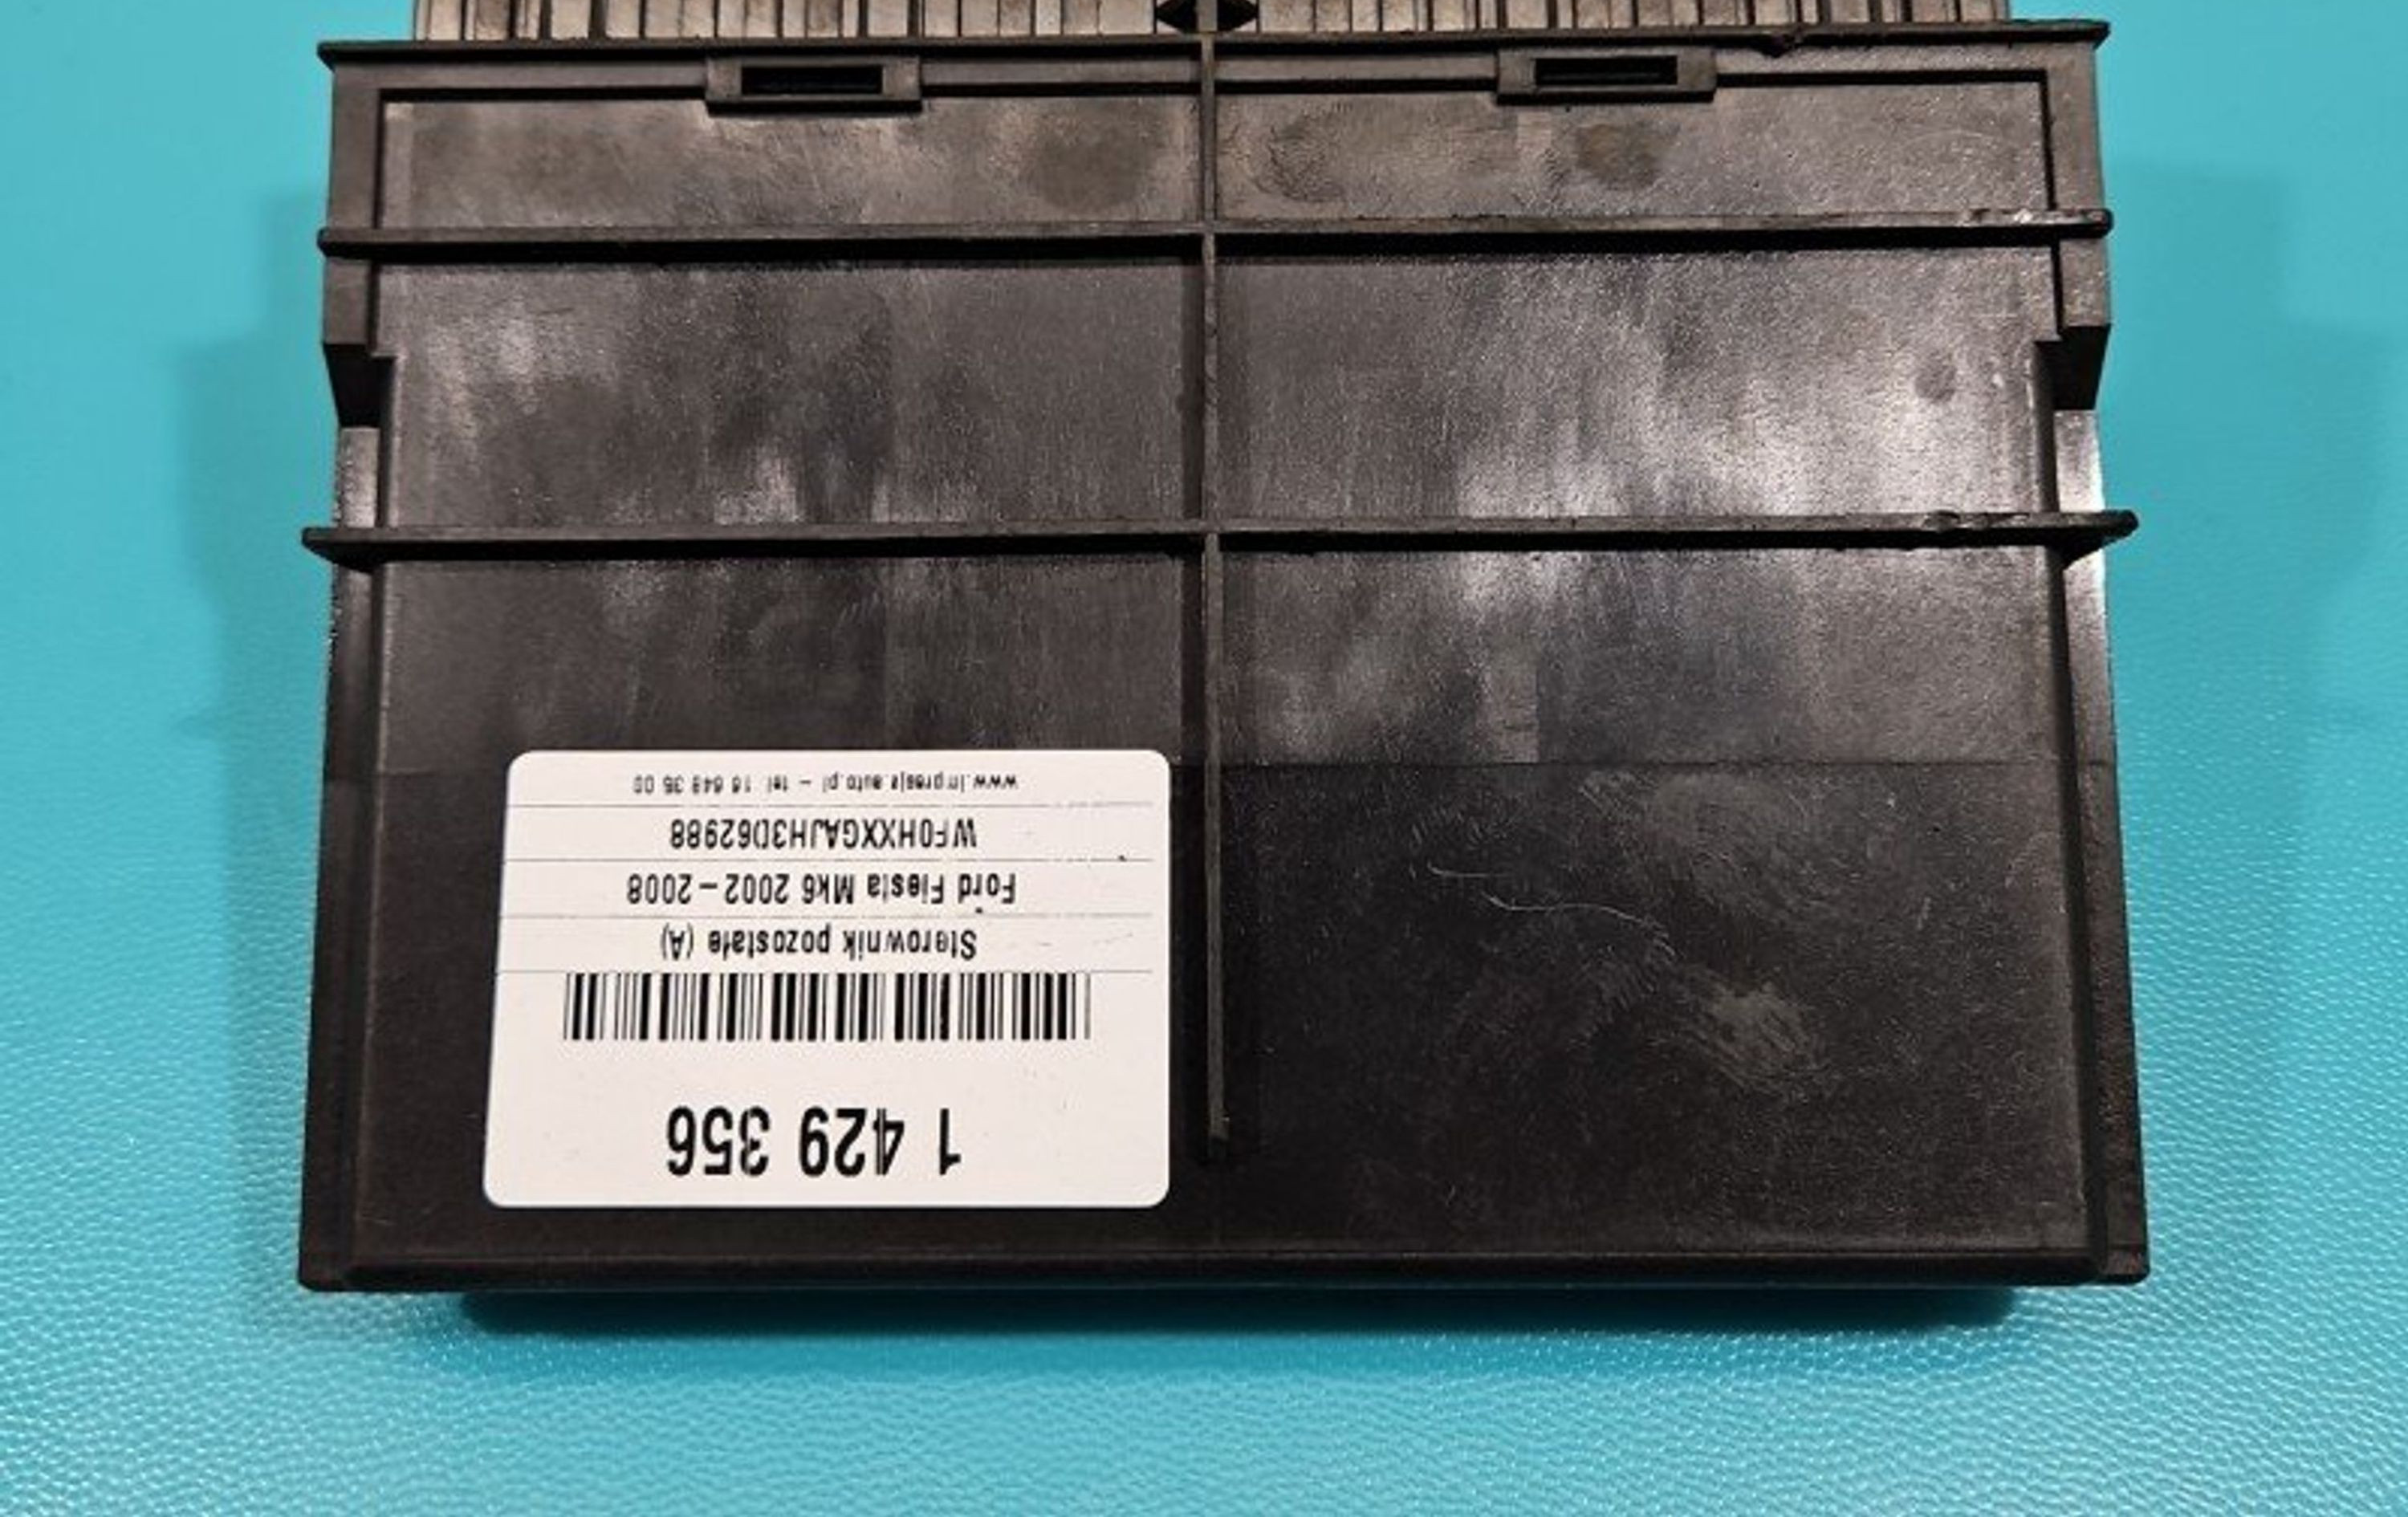 1 429 356
Sterownik pozostałe (A)
Ford Fiesta Mk6 2002-2008
WF0HXXGAJH3D62988
www.impresja.auto.pl - tel. 16 648 36 00